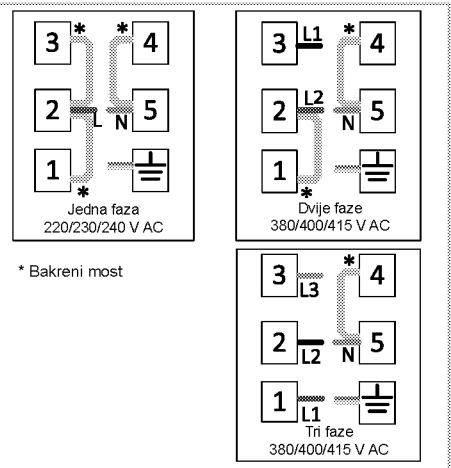 3 * * 4
2 L N 5
1
*
Jedna faza
220/230/240 V AC
3 L1 * 4
2 L2 N 5
1
*
Dvije faze
380/400/415 V AC
* Bakreni most
3 L3 * 4
2 L2 N 5
1 L1
Tri faze
380/400/415 V AC